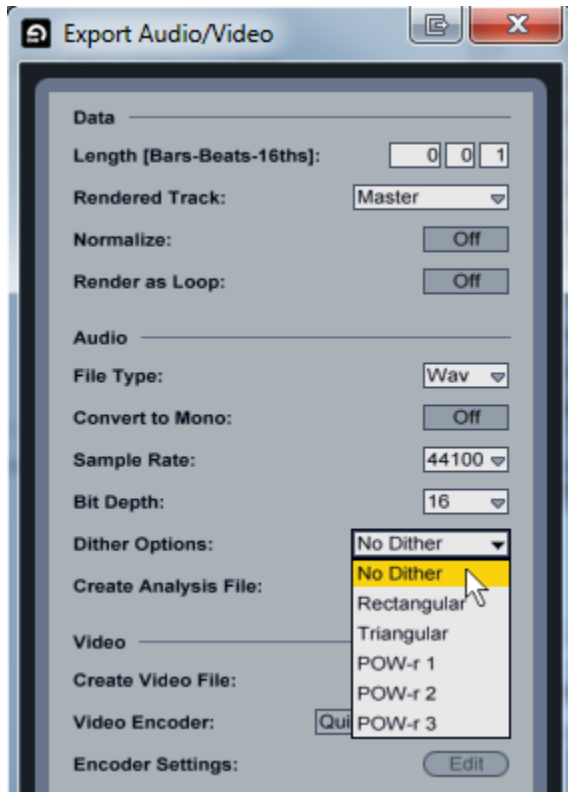 Export Audio/Video
Data
Length [Bars-Beats-16ths]: 0 0 1
Rendered Track: Master
Normalize: Off
Render as Loop: Off
Audio
File Type: Wav
Convert to Mono: Off
Sample Rate: 44100
Bit Depth: 16
Dither Options: No Dither
No Dither
Create Analysis File:
Rectangular
Triangular
Video
POW-r 1
Create Video File:
POW-r 2
Video Encoder: Qui
POW-r 3
Encoder Settings: Edit